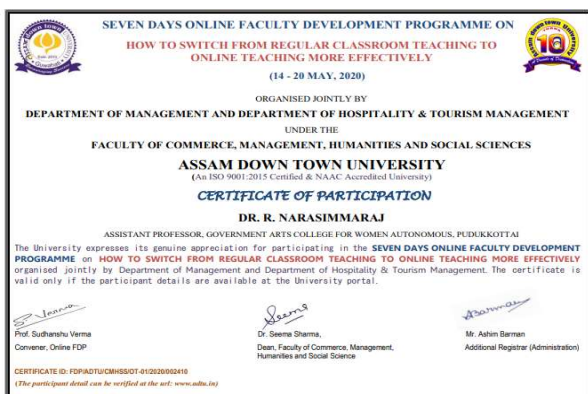 SEVEN DAYS ONLINE FACULTY DEVELOPMENT PROGRAMME ON
HOW TO SWITCH FROM REGULAR CLASSROOM TEACHING TO
ONLINE TEACHING MORE EFFECTIVELY
(14 - 20 MAY, 2020)
ORGANISED JOINTLY BY
DEPARTMENT OF MANAGEMENT AND DEPARTMENT OF HOSPITALITY & TOURISM MANAGEMENT
UNDER THE
FACULTY OF COMMERCE, MANAGEMENT, HUMANITIES AND SOCIAL SCIENCES
ASSAM DOWN TOWN UNIVERSITY
(An ISO 9001:2015 Certified & NAAC Accredited University)
CERTIFICATE OF PARTICIPATION
DR. R. NARASIMMARAJ
ASSISTANT PROFESSOR, GOVERNMENT ARTS COLLEGE FOR WOMEN AUTONOMOUS, PUDUKKOTTAI
The University expresses its genuine appreciation for participating in the SEVEN DAYS ONLINE FACULTY DEVELOPMENT
PROGRAMME on HOW TO SWITCH FROM REGULAR CLASSROOM TEACHING TO ONLINE TEACHING MORE EFFECTIVELY
organised jointly by Department of Management and Department of Hospitality & Tourism Management. The certificate is
valid only if the participant details are available at the University portal.
Prof. Sudhanshu Verma
Convener, Online FDP
Dr. Seema Sharma,
Dean, Faculty of Commerce, Management,
Humanities and Social Science
Mr. Ashim Barman
Additional Registrar (Administration)
CERTIFICATE ID: FDP/ADTU/CMHSS/OT-01/2020/002410
(The participant detail can be verified at the url: www.adtu.in)